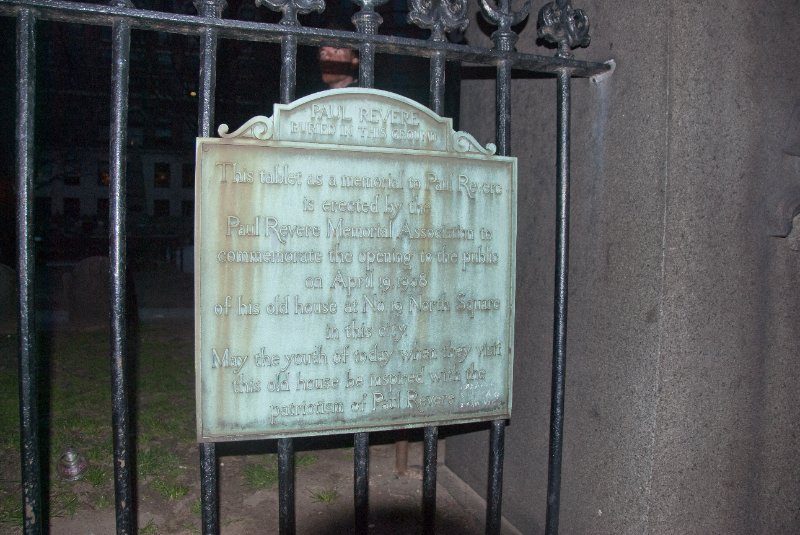 PAUL REVERE
BURIED IN THIS GROUND
This tablet as a memorial to Paul Revere
is erected by the
Paul Revere Memorial Association to
commemorate the opening to the public
on April 19, 1908
of his old house at No 19 North Square
in this city.
May the youth of today when they visit
this old house be inspired with the
patriotism of Paul Revere